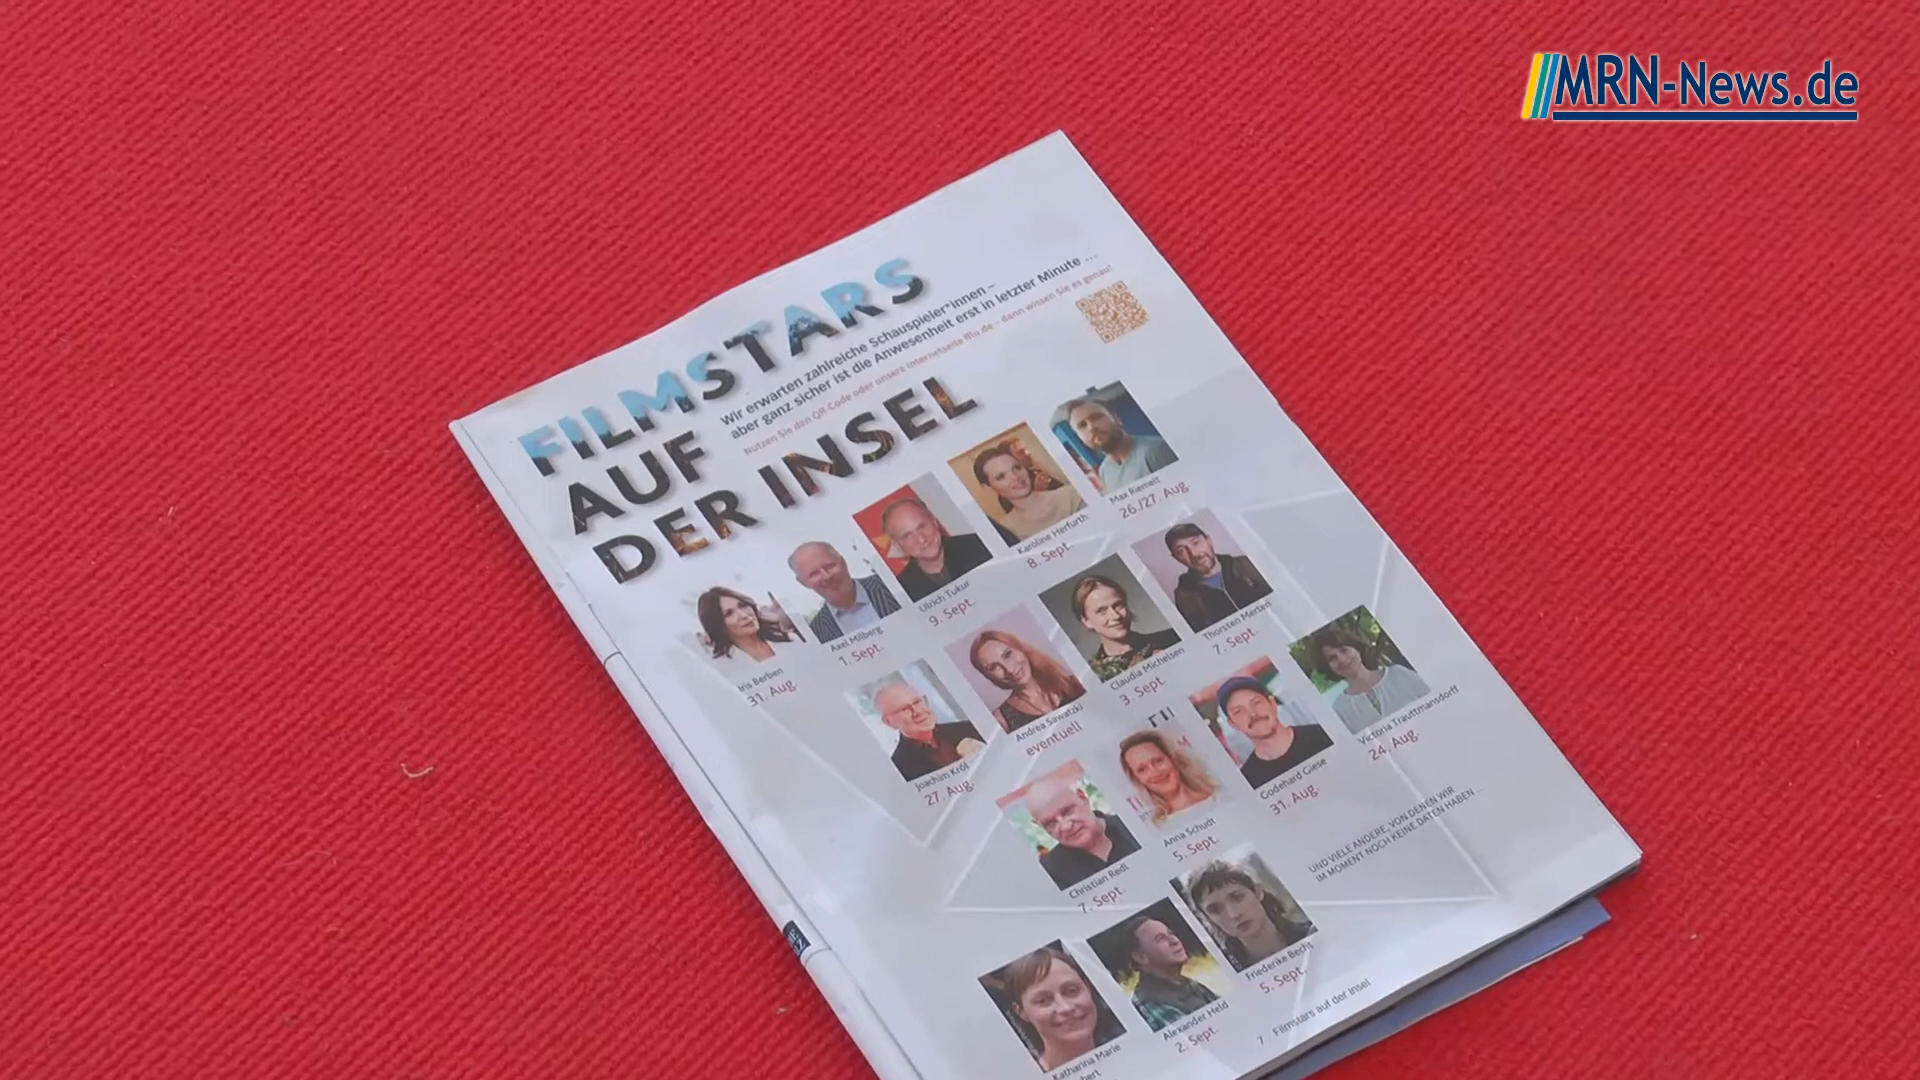 MRN-News.de
FILMSTARS
AUF
DER INSEL
Wir erwarten zahlreiche Schauspieler*innen –
aber ganz sicher ist die Anwesenheit erst in letzter Minute ...
Nutzen Sie den QR-Code oder unsere Internetseite fflu.de – dann wissen Sie es genau!
Iris Berben
31. Aug.
Axel Milberg
1. Sept.
Ulrich Tukur
9. Sept.
Karoline Herfurth
8. Sept.
Max Riemelt
26./27. Aug.
Joachim Król
27. Aug.
Andrea Sawatzki
eventuell
Claudia Michelsen
3. Sept.
Thorsten Merten
7. Sept.
Christian Redl
7. Sept.
Anna Schudt
5. Sept.
Godehard Giese
31. Aug.
Victoria Trauttmansdorff
24. Aug.
Katharina Marie
Alexander Held
2. Sept.
Friederike Becht
5. Sept.
UND VIELE ANDERE, VON DENEN WIR
IM MOMENT NOCH KEINE DATEN HABEN ...
7 Filmstars auf der Insel